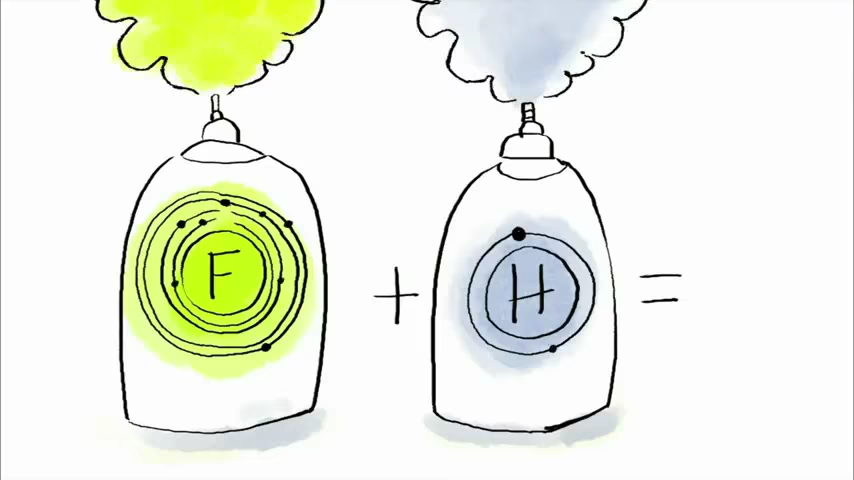 F + H =